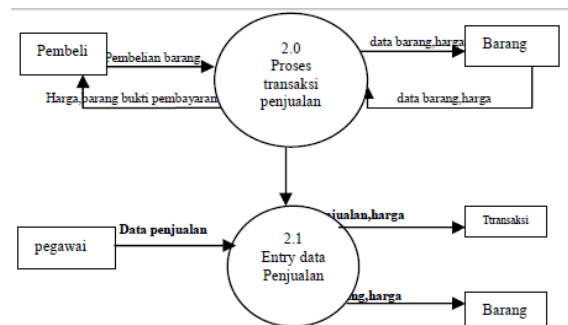 Pembeli
Pembelian barang
Harga,barang bukti pembayaran
2.0
Proses
transaksi
penjualan
data barang,harga
Barang
data barang,harga
pegawai
Data penjualan
2.1
Entry data
Penjualan
jualan,harga
Ttransaksi
ng,harga
Barang